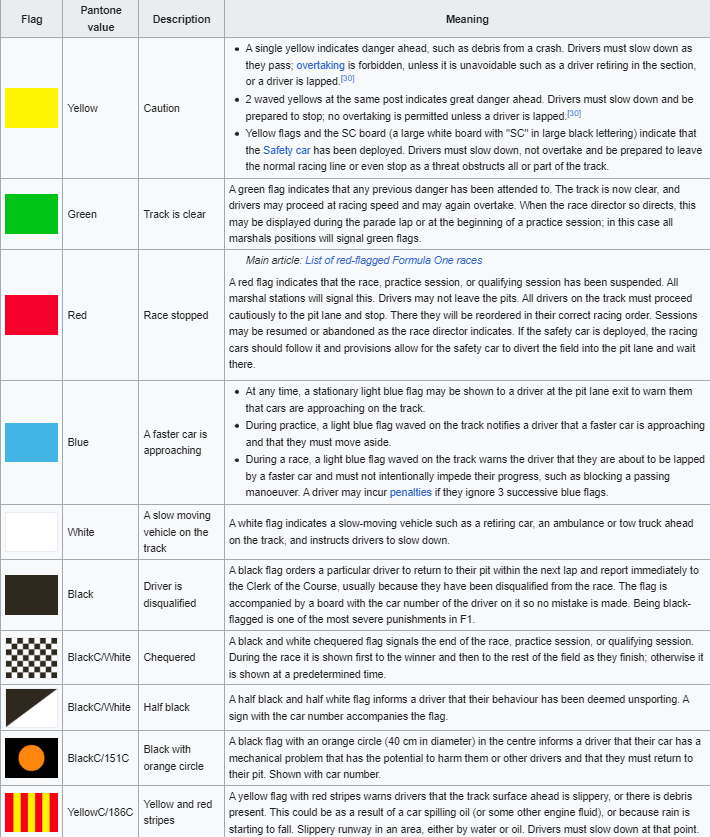 Flag
Pantone
value
Description
Meaning
Yellow
Caution
• A single yellow indicates danger ahead, such as debris from a crash. Drivers must slow down as
they pass; overtaking is forbidden, unless it is unavoidable such as a driver retiring in the section,
or a driver is lapped.[30]
• 2 waved yellows at the same post indicates great danger ahead. Drivers must slow down and be
prepared to stop; no overtaking is permitted unless a driver is lapped.[30]
• Yellow flags and the SC board (a large white board with "SC" in large black lettering) indicate that
the Safety car has been deployed. Drivers must slow down, not overtake and be prepared to leave
the normal racing line or even stop as a threat obstructs all or part of the track.
Green
Track is clear
A green flag indicates that any previous danger has been attended to. The track is now clear, and
drivers may proceed at racing speed and may again overtake. When the race director so directs, this
may be displayed during the parade lap or at the beginning of a practice session; in this case all
marshals positions will signal green flags.
Red
Race stopped
Main article: List of red-flagged Formula One races
A red flag indicates that the race, practice session, or qualifying session has been suspended. All
marshal stations will signal this. Drivers may not leave the pits. All drivers on the track must proceed
cautiously to the pit lane and stop. There they will be reordered in their correct racing order. Sessions
may be resumed or abandoned as the race director indicates. If the safety car is deployed, the racing
cars should follow it and provisions allow for the safety car to divert the field into the pit lane and wait
there.
Blue
A faster car is
approaching
• At any time, a stationary light blue flag may be shown to a driver at the pit lane exit to warn them
that cars are approaching on the track.
• During practice, a light blue flag waved on the track notifies a driver that a faster car is approaching
and that they must move aside.
• During a race, a light blue flag waved on the track warns the driver that they are about to be lapped
by a faster car and must not intentionally impede their progress, such as blocking a passing
manoeuver. A driver may incur penalties if they ignore 3 successive blue flags.
White
A slow moving
vehicle on the
track
A white flag indicates a slow-moving vehicle such as a retiring car, an ambulance or tow truck ahead
on the track, and instructs drivers to slow down.
Black
Driver is
disqualified
A black flag orders a particular driver to return to their pit within the next lap and report immediately to
the Clerk of the Course, usually because they have been disqualified from the race. The flag is
accompanied by a board with the car number of the driver on it so no mistake is made. Being black-
flagged is one of the most severe punishments in F1.
BlackC/White
Chequered
A black and white chequered flag signals the end of the race, practice session, or qualifying session.
During the race it is shown first to the winner and then to the rest of the field as they finish; otherwise it
is shown at a predetermined time.
BlackC/White
Half black
A half black and half white flag informs a driver that their behaviour has been deemed unsporting. A
sign with the car number accompanies the flag.
BlackC/151C
Black with
orange circle
A black flag with an orange circle (40 cm in diameter) in the centre informs a driver that their car has a
mechanical problem that has the potential to harm them or other drivers and that they must return to
their pit. Shown with car number.
YellowC/186C
Yellow and red
stripes
A yellow flag with red stripes warns drivers that the track surface ahead is slippery, or there is debris
present. This could be as a result of a car spilling oil (or some other engine fluid), or because rain is
starting to fall. Slippery runway in an area, either by water or oil. Drivers must slow down at that point.